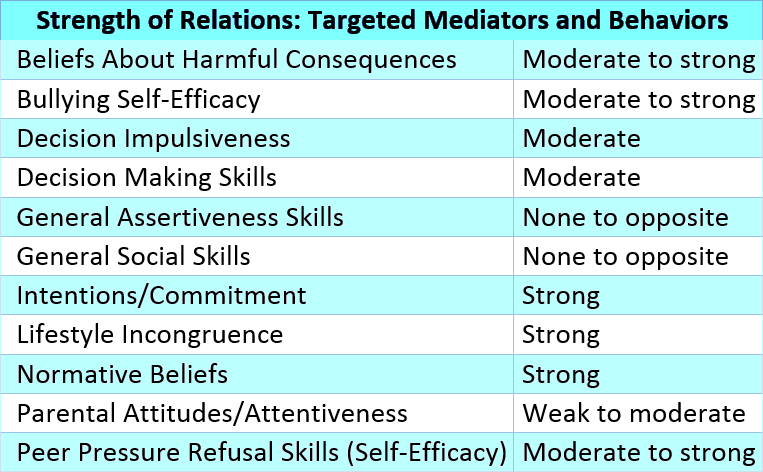 Strength of Relations: Targeted Mediators and Behaviors
Beliefs About Harmful Consequences Moderate to strong
Bullying Self-Efficacy Moderate to strong
Decision Impulsiveness Moderate
Decision Making Skills Moderate
General Assertiveness Skills None to opposite
General Social Skills None to opposite
Intentions/Commitment Strong
Lifestyle Incongruence Strong
Normative Beliefs Strong
Parental Attitudes/Attentiveness Weak to moderate
Peer Pressure Refusal Skills (Self-Efficacy) Moderate to strong